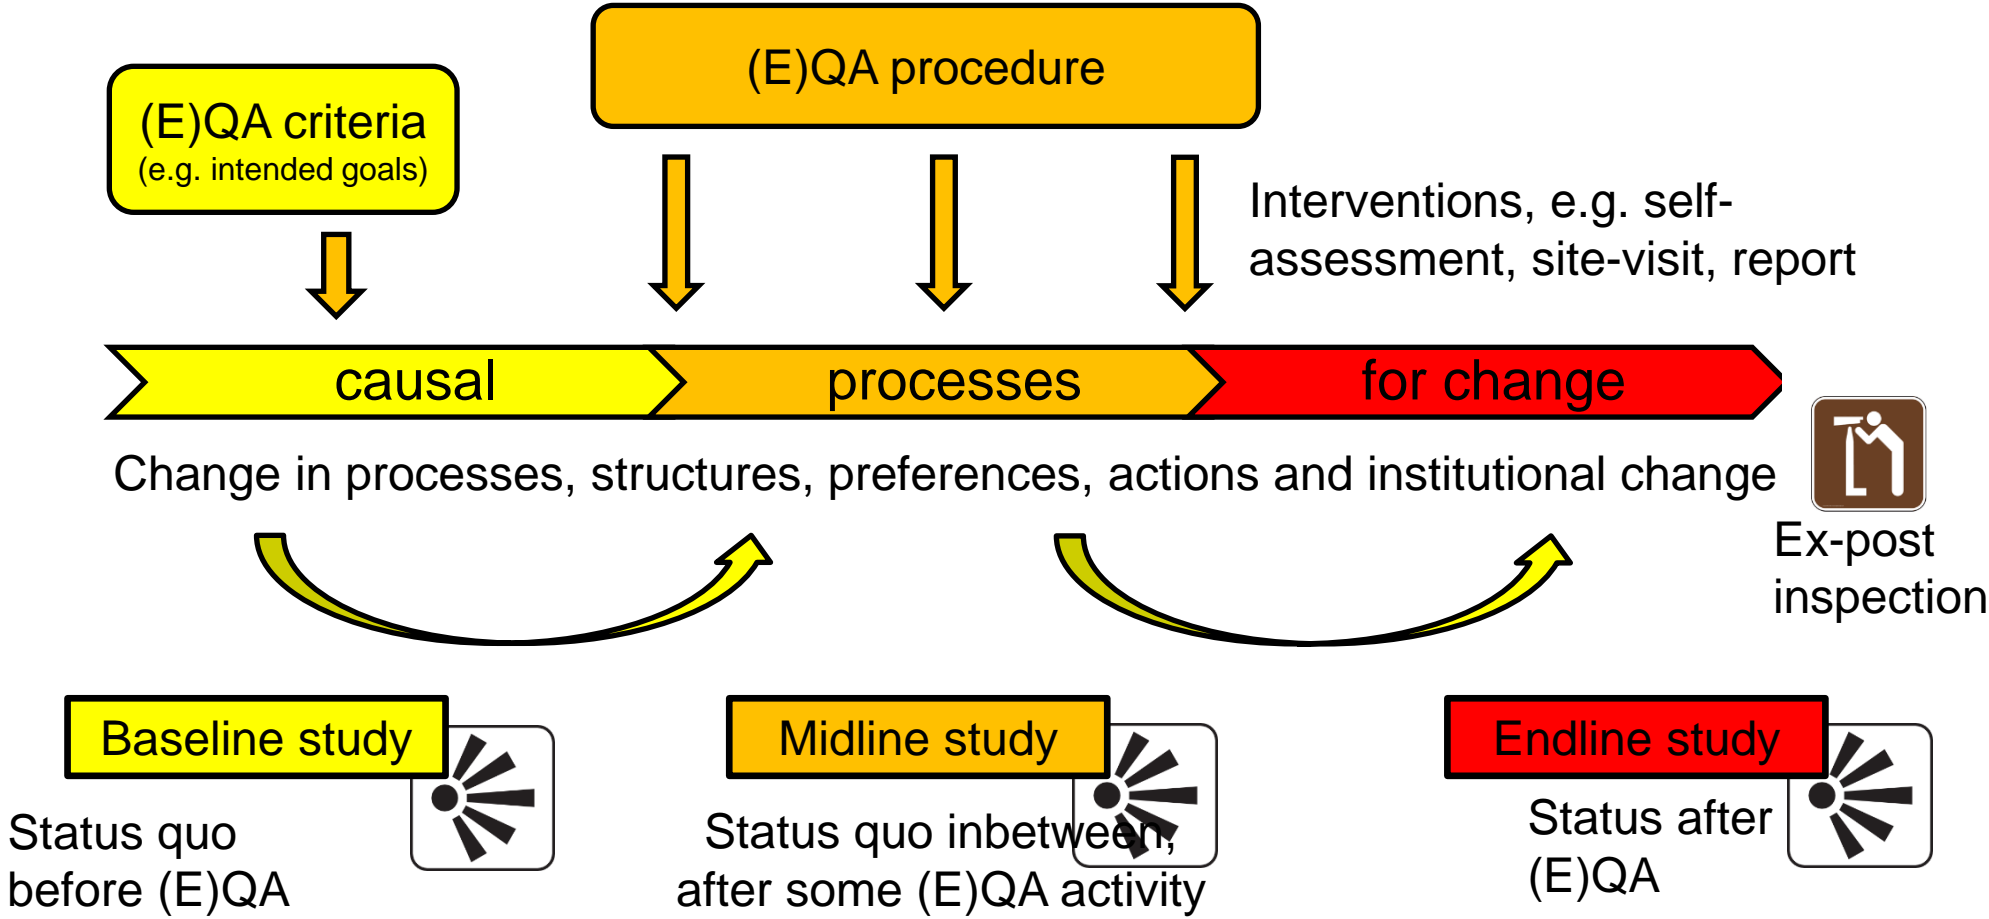 (E)QA procedure
(E)QA criteria
(e.g. intended goals)
Interventions, e.g. self-
assessment, site-visit, report
causal
processes
for change
Change in processes, structures, preferences, actions and institutional change
Ex-post
inspection
Baseline study
Midline study
Endline study
Status quo
before (E)QA
Status quo inbetween,
after some (E)QA activity
Status after
(E)QA